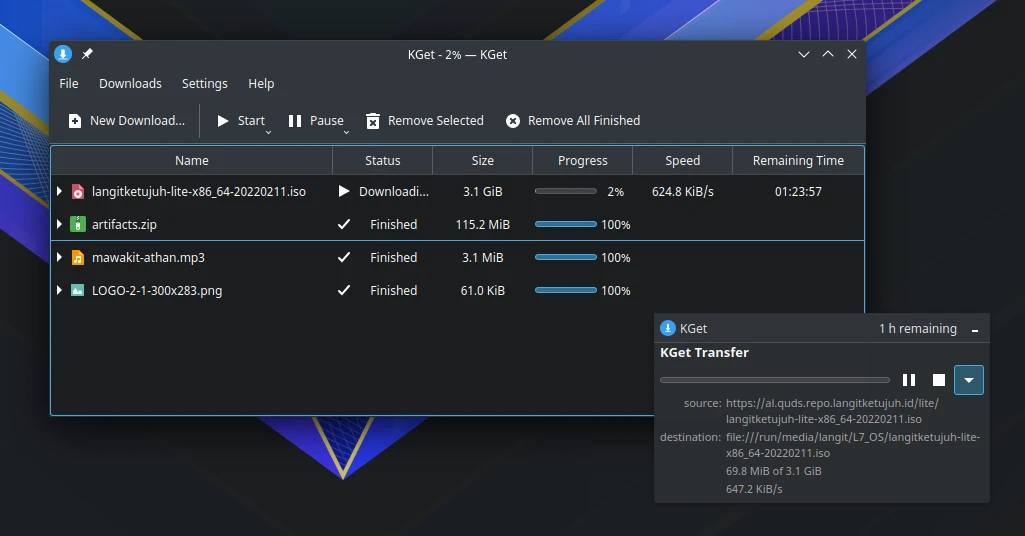 KGet - 2% — KGet
File Downloads Settings Help
New Download... Start Pause Remove Selected Remove All Finished
Name Status Size Progress Speed Remaining Time
langitketujuh-lite-x86_64-20220211.iso Downloadi... 3.1 GiB 2% 624.8 KiB/s 01:23:57
artifacts.zip Finished 115.2 MiB 100%
mawakit-athan.mp3 Finished 3.1 MiB 100%
LOGO-2-1-300x283.png Finished 61.0 KiB 100%
KGet 1 h remaining
KGet Transfer
source: https://al.quds.repo.langitketujuh.id/lite/
langitketujuh-lite-x86_64-20220211.iso
destination: file:///run/media/langit/L7_OS/langitketujuh-lite-
x86_64-20220211.iso
69.8 MiB of 3.1 GiB
647.2 KiB/s